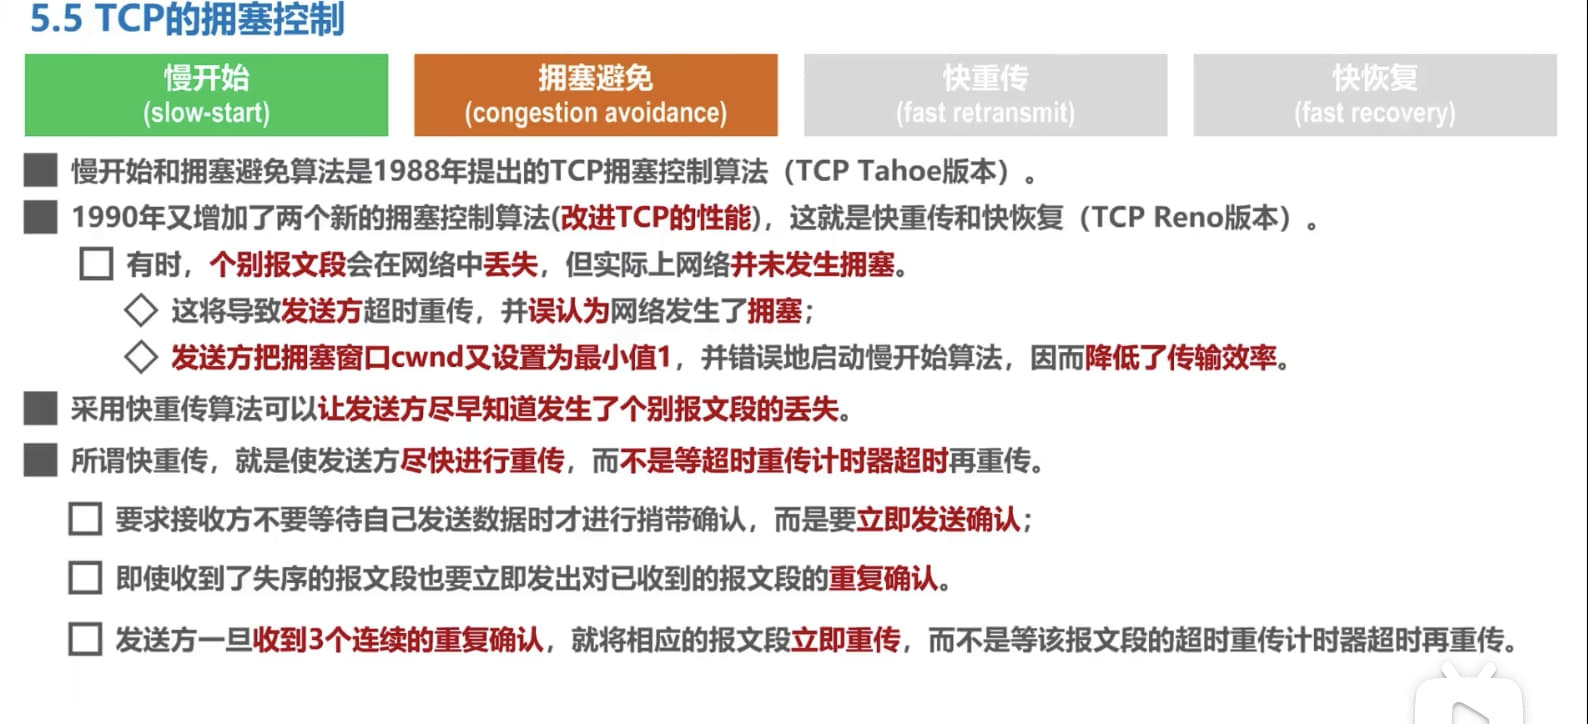 5.5 TCP的拥塞控制
慢开始
(slow-start)
拥塞避免
(congestion avoidance)
快重传
(fast retransmit)
快恢复
(fast recovery)
慢开始和拥塞避免算法是1988年提出的TCP拥塞控制算法（TCP Tahoe版本）。
1990年又增加了两个新的拥塞控制算法(改进TCP的性能)，这就是快重传和快恢复（TCP Reno版本）。
有时，个别报文段会在网络中丢失，但实际上网络并未发生拥塞。
这将导致发送方超时重传，并误认为网络发生了拥塞；
发送方把拥塞窗口cwnd又设置为最小值1，并错误地启动慢开始算法，因而降低了传输效率。
采用快重传算法可以让发送方尽早知道发生了个别报文段的丢失。
所谓快重传，就是使发送方尽快进行重传，而不是等超时重传计时器超时再重传。
要求接收方不要等待自己发送数据时才进行捎带确认，而是要立即发送确认；
即使收到了失序的报文段也要立即发出对已收到的报文段的重复确认。
发送方一旦收到3个连续的重复确认，就将相应的报文段立即重传，而不是等该报文段的超时重传计时器超时再重传。